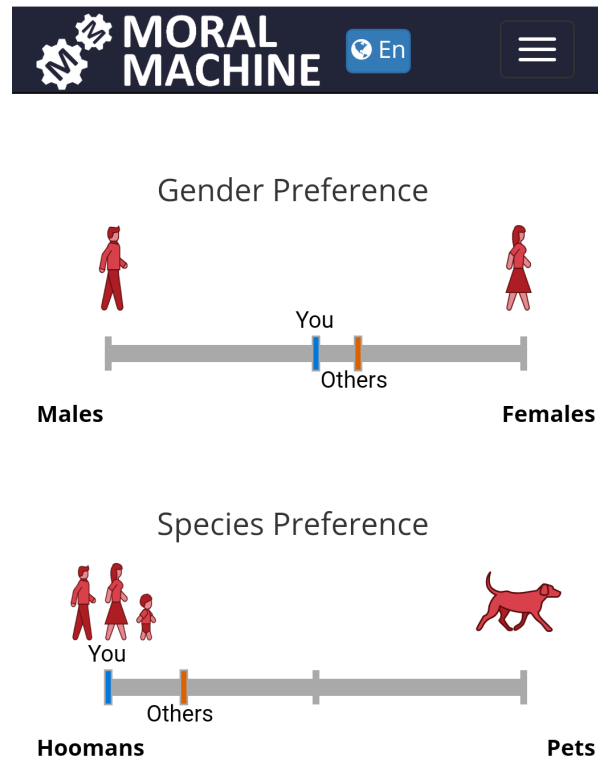 MORAL
MACHINE
M
M
En
Gender Preference
You
Others
Males Females
Species Preference
You
Others
Hoomans Pets